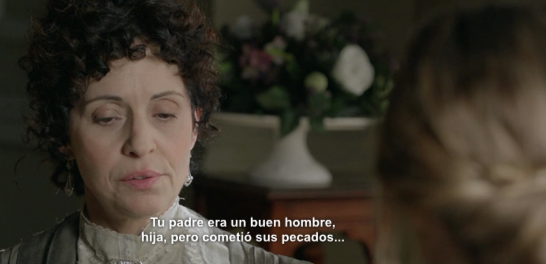 Tu padre era un buen hombre,
hija, pero cometió sus pecados...